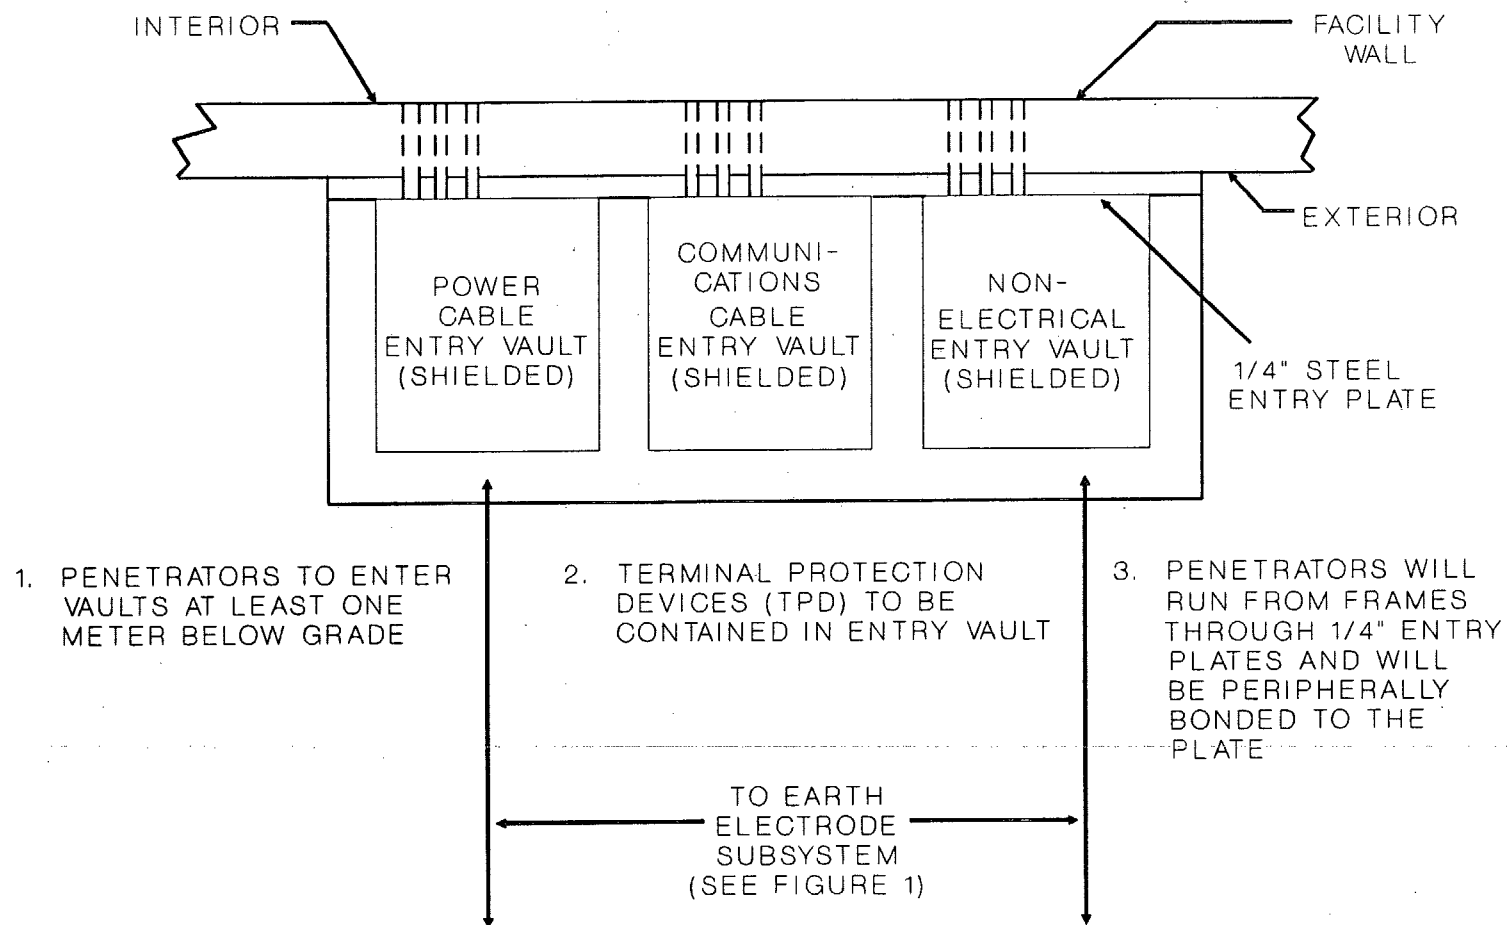 INTERIOR
FACILITY
WALL
EXTERIOR
POWER
CABLE
ENTRY VAULT
(SHIELDED)
COMMUNI-
CATIONS
CABLE
ENTRY VAULT
(SHIELDED)
NON-
ELECTRICAL
ENTRY VAULT
(SHIELDED)
1/4" STEEL
ENTRY PLATE
1. PENETRATORS TO ENTER
VAULTS AT LEAST ONE
METER BELOW GRADE
2. TERMINAL PROTECTION
DEVICES (TPD) TO BE
CONTAINED IN ENTRY VAULT
3. PENETRATORS WILL
RUN FROM FRAMES
THROUGH 1/4" ENTRY
PLATES AND WILL
BE PERIPHERALLY
BONDED TO THE
PLATE
TO EARTH
ELECTRODE
SUBSYSTEM
(SEE FIGURE 1)